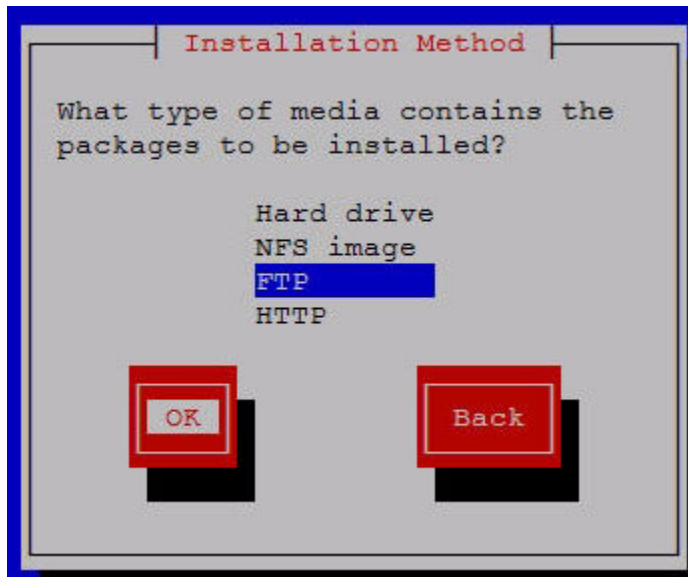 Installation Method
What type of media contains the
packages to be installed?
Hard drive
NFS image
FTP
HTTP
OK
Back